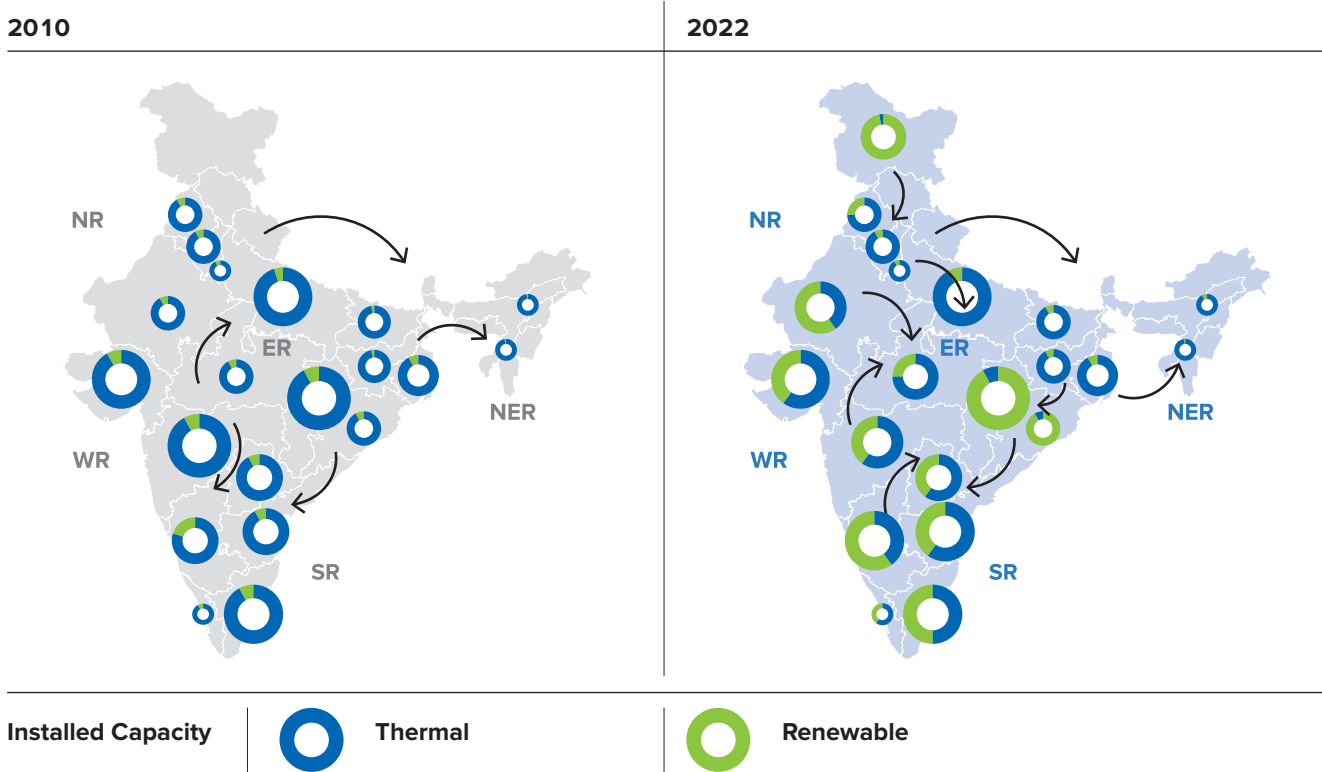 2010
2022
NR
ER
NER
WR
SR
NR
ER
NER
WR
SR
Installed Capacity
Thermal
Renewable